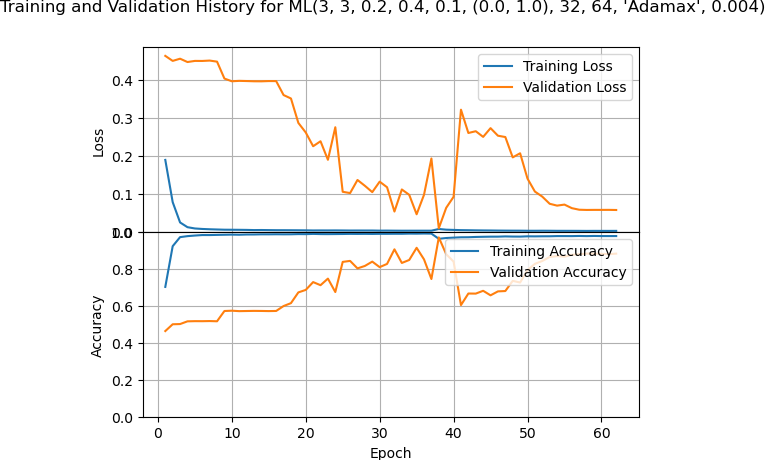 Training and Validation History for ML(3, 3, 0.2, 0.4, 0.1, (0.0, 1.0), 32, 64, 'Adamax', 0.004)
Training Loss
Validation Loss
0.4
0.3
0.2
0.1
0.0
Loss
Training Accuracy
Validation Accuracy
1.0
0.8
0.6
0.4
0.2
0.0
Accuracy
0
10
20
30
40
50
60
Epoch